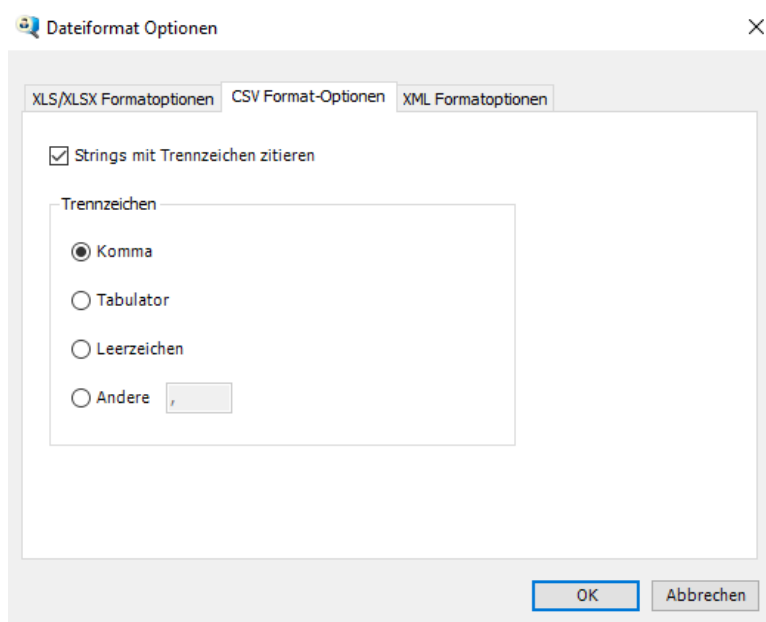 Dateiformat Optionen
XLS/XLSX Formatoptionen CSV Format-Optionen XML Formatoptionen
Strings mit Trennzeichen zitieren
Trennzeichen
Komma
Tabulator
Leerzeichen
Andere ,
OK Abbrechen